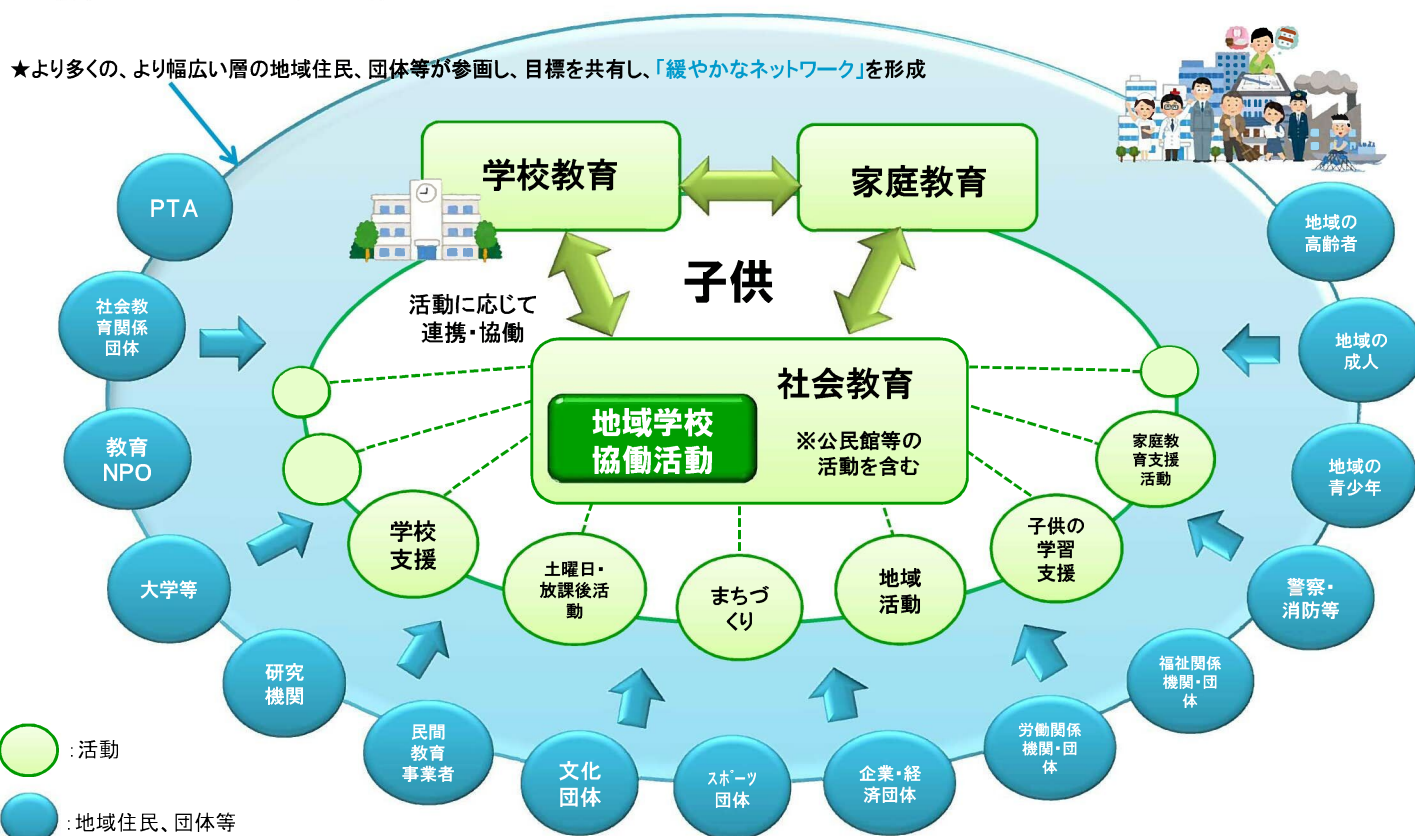 ★より多くの、より幅広い層の地域住民、団体等が参画し、目標を共有し、「緩やかなネットワーク」を形成
学校教育
家庭教育
子供
活動に応じて
連携・協働
社会教育
地域学校
協働活動
※公民館等の
活動を含む
学校
支援
土曜日・
放課後活
動
まちづ
くり
地域
活動
子供の
学習
支援
家庭教
育支援
活動
PTA
社会教
育関係
団体
教育
NPO
大学等
研究
機関
民間
教育
事業者
文化
団体
スポーツ
団体
企業・経
済団体
労働関係
機関・団
体
福祉関係
機関・団
体
警察・
消防等
地域の
青少年
地域の
成人
地域の
高齢者
:活動
:地域住民、団体等